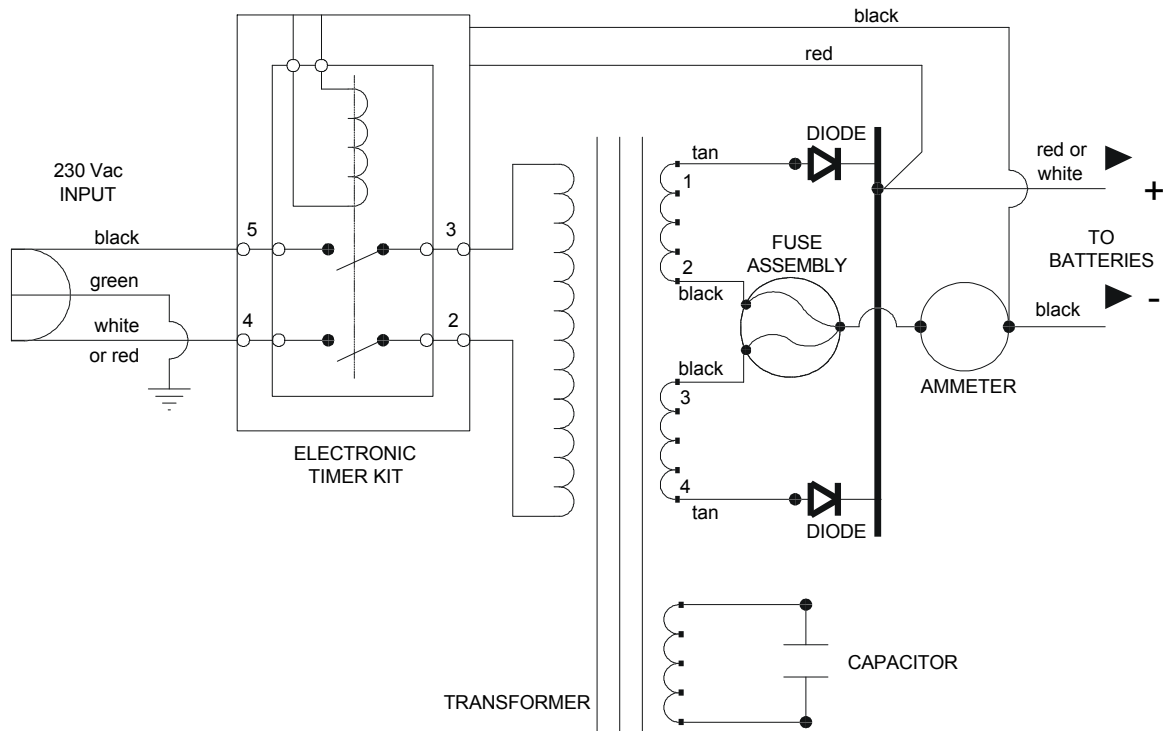 black
red
230 Vac
INPUT
black
green
white
or red
5
3
4
2
ELECTRONIC
TIMER KIT
TRANSFORMER
tan
1
2
black
black
3
4
tan
DIODE
FUSE
ASSEMBLY
DIODE
red or
white
+
TO
BATTERIES
-
black
AMMETER
CAPACITOR